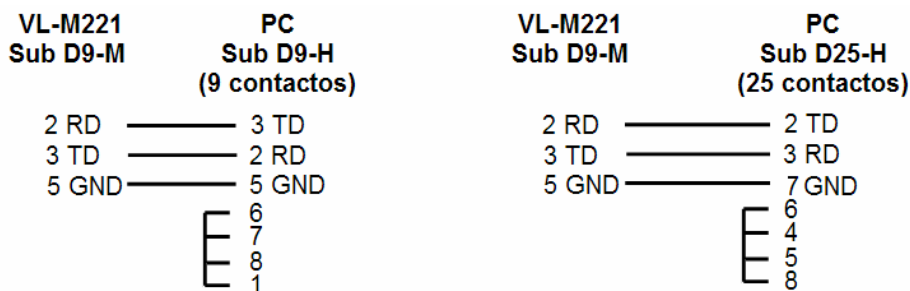 VL-M221 PC
Sub D9-M Sub D9-H
(9 contactos)
2 RD 3 TD
3 TD 2 RD
5 GND 5 GND
6
7
8
1
VL-M221 PC
Sub D9-M Sub D25-H
(25 contactos)
2 RD 2 TD
3 TD 3 RD
5 GND 7 GND
6
4
5
8